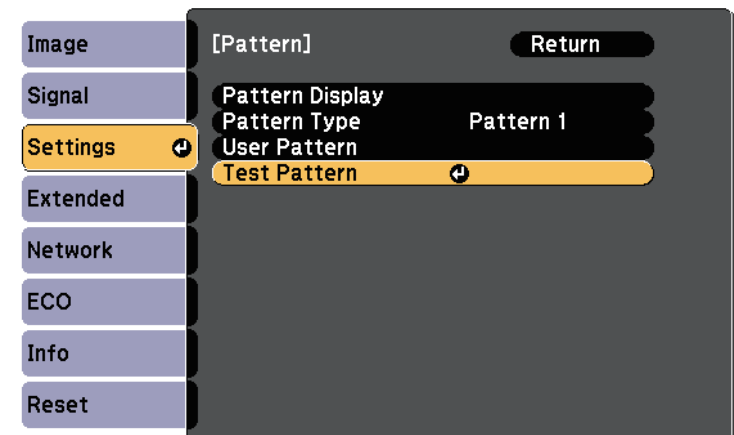 Image
Signal
Settings
Extended
Network
ECO
Info
Reset
[Pattern] Return
Pattern Display
Pattern Type Pattern 1
User Pattern
Test Pattern